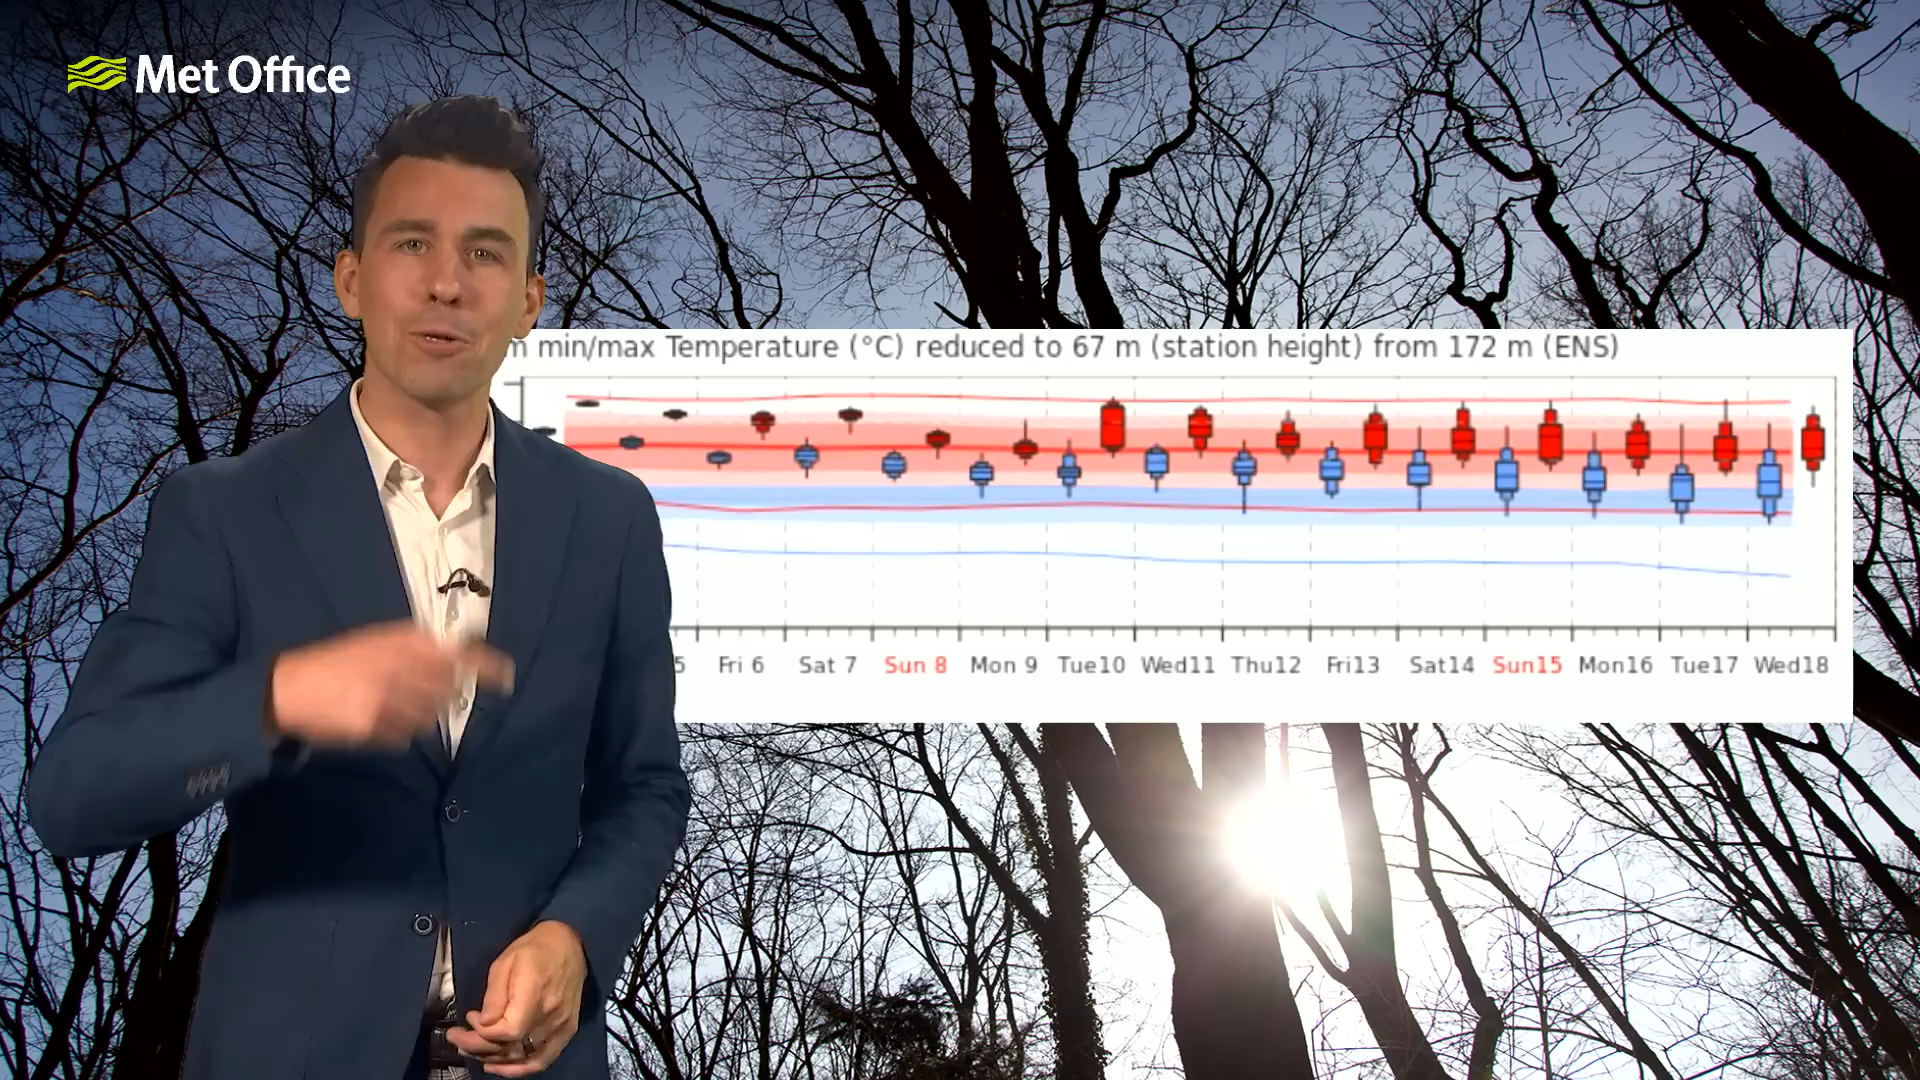 Met Office
min/max Temperature (°C) reduced to 67 m (station height) from 172 m (ENS)
5 Fri 6 Sat 7 Sun 8 Mon 9 Tue10 Wed11 Thu12 Fri13 Sat14 Sun15 Mon16 Tue17 Wed18